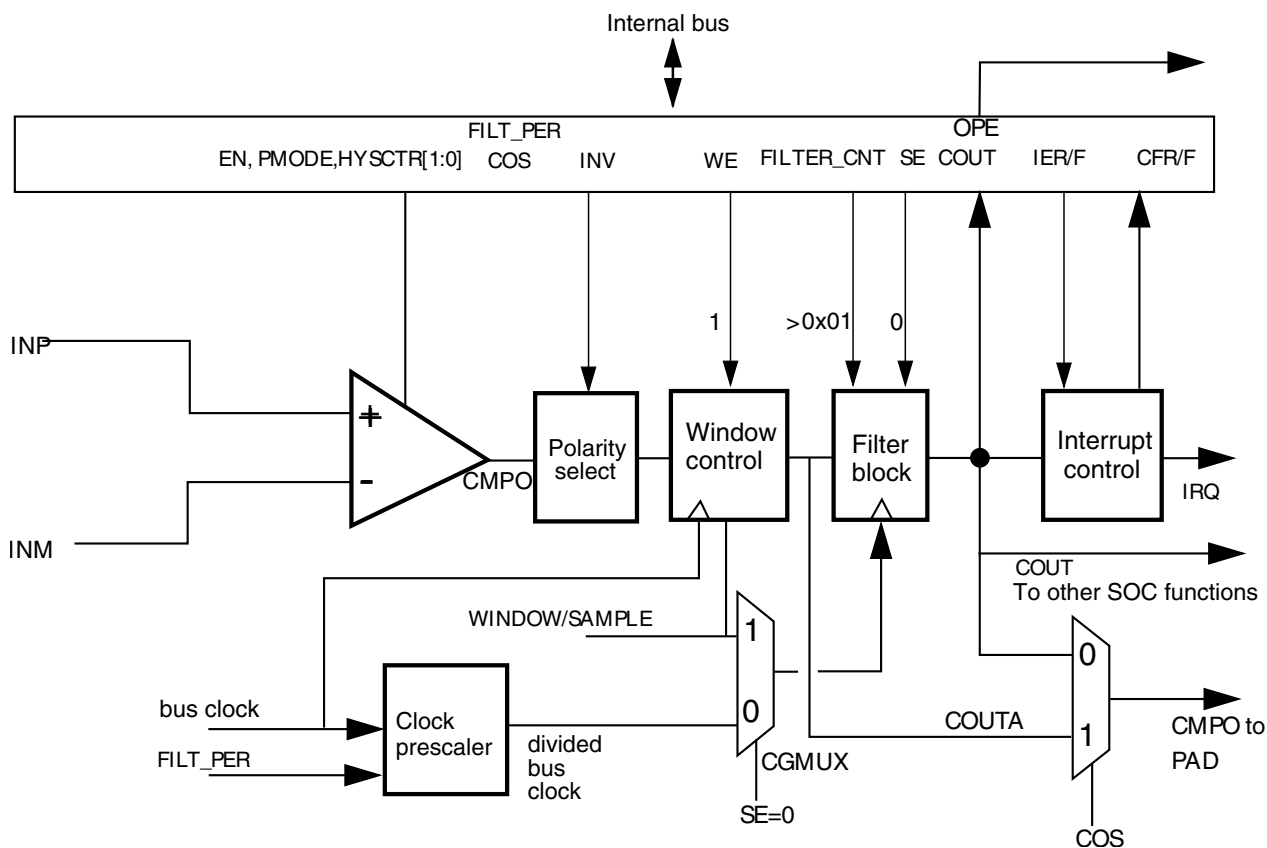 Internal bus
FILT_PER
OPE
EN, PMODE,HYSCTR[1:0]
COS
INV
WE
FILTER_CNT
SE
COUT
IER/F
CFR/F
1
>0x01
0
INP
INM
+
-
CMPO
Polarity
select
Window
control
Filter
block
Interrupt
control
IRQ
COUT
To other SOC functions
WINDOW/SAMPLE
1
0
0
1
bus clock
FILT_PER
Clock
prescaler
divided
bus
clock
CGMUX
SE=0
COUTA
CMPO to
PAD
COS